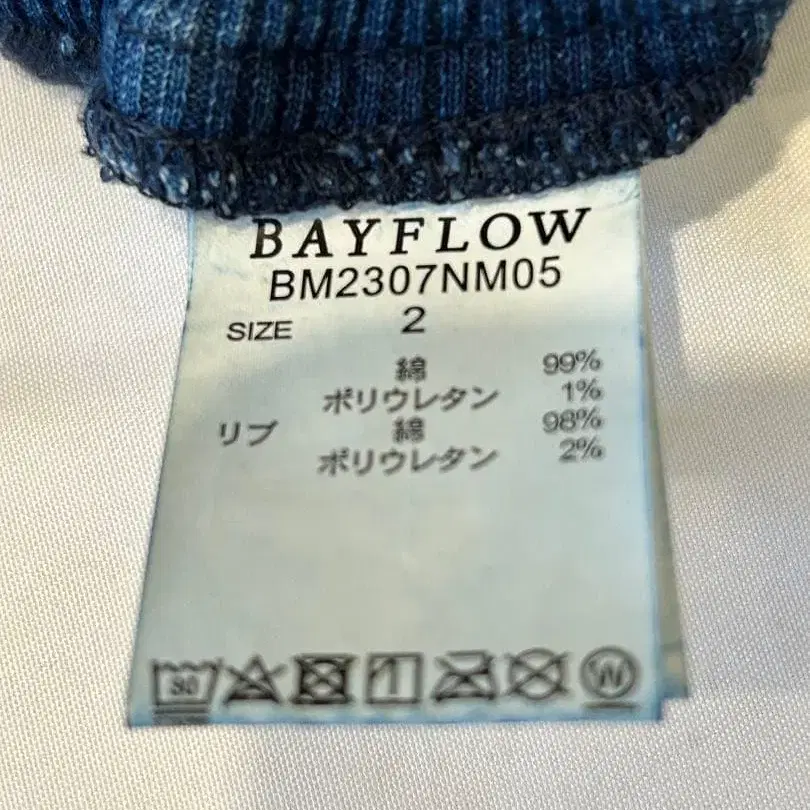 BAYFLOW
BM2307NM05
SIZE 2
綿 99%
ポリウレタン 1%
リブ 綿 98%
ポリウレタン 2%
30
W